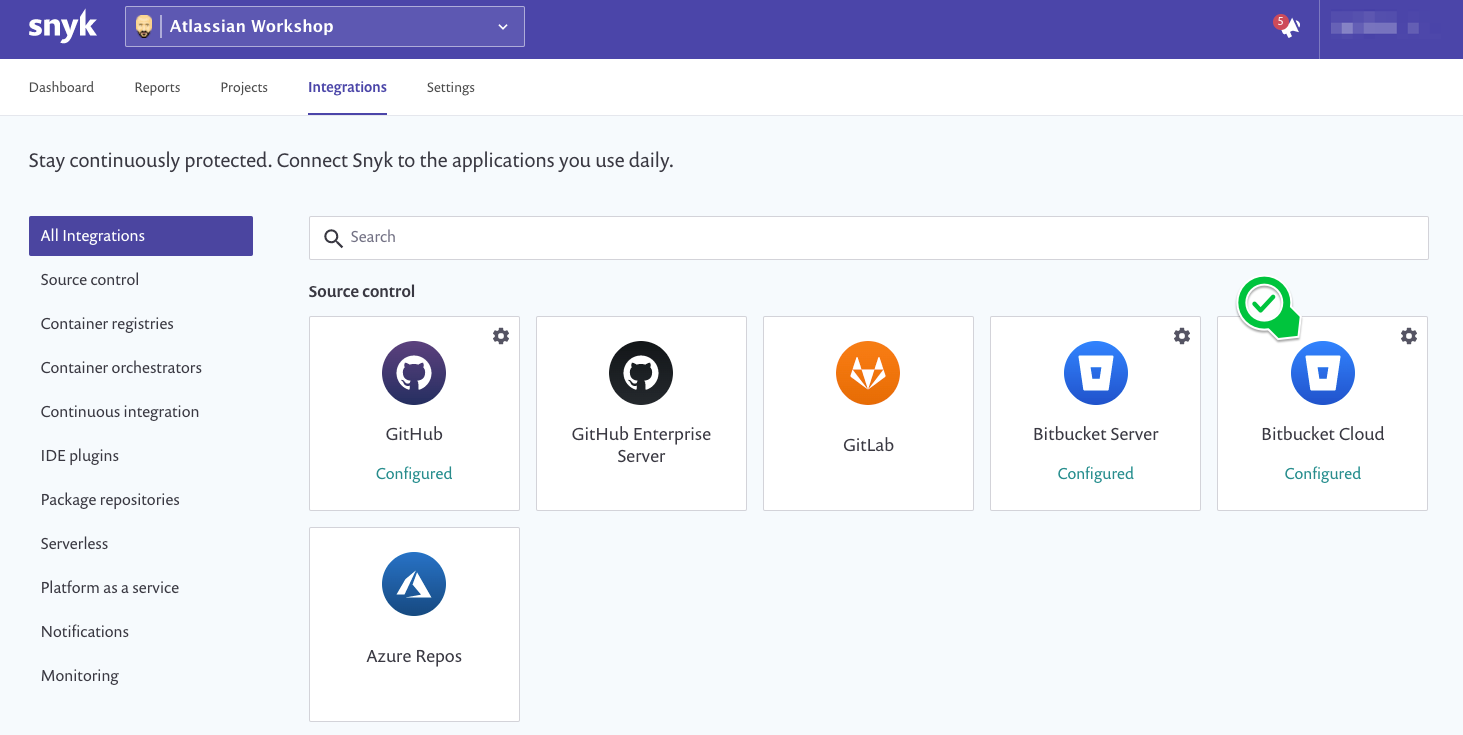 snyk
Atlassian Workshop
5
Dashboard
Reports
Projects
Integrations
Settings
Stay continuously protected. Connect Snyk to the applications you use daily.
All Integrations
Source control
Container registries
Container orchestrators
Continuous integration
IDE plugins
Package repositories
Serverless
Platform as a service
Notifications
Monitoring
Search
Source control
GitHub
Configured
GitHub Enterprise
Server
GitLab
Bitbucket Server
Configured
Bitbucket Cloud
Configured
Azure Repos